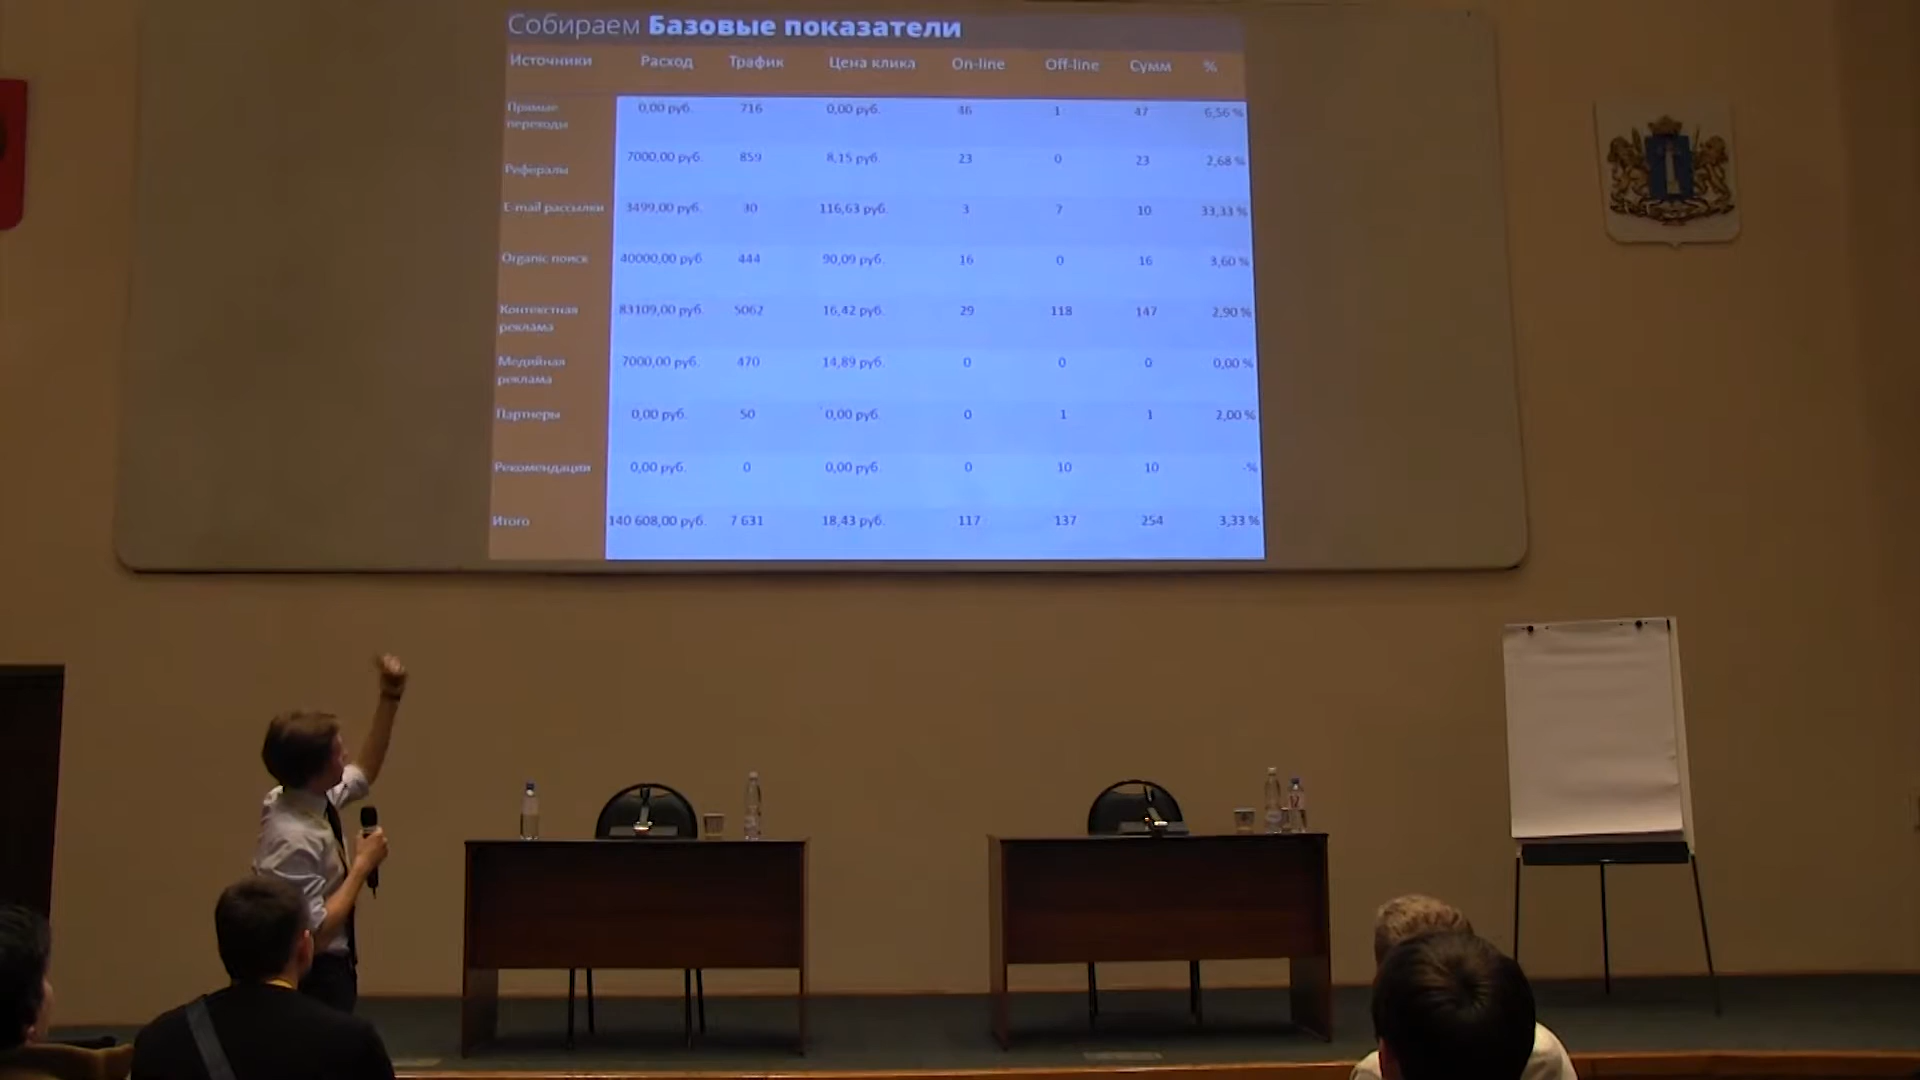 Собираем Базовые показатели
Источники Расход Трафик Цена клика On-line Off-line Сумм %
Прямые переходы 0,00 руб. 716 0,00 руб. 46 1 47 6,56 %
Рефералы 7000,00 руб. 859 8,15 руб. 23 0 23 2,68 %
E-mail рассылки 3499,00 руб. 30 116,63 руб. 3 7 10 33,33 %
Organic поиск 40000,00 руб 444 90,09 руб. 16 0 16 3,60 %
Контекстная реклама 83109,00 руб. 5062 16,42 руб. 29 118 147 2,90 %
Медийная реклама 7000,00 руб. 470 14,89 руб. 0 0 0 0,00 %
Партнеры 0,00 руб. 50 0,00 руб. 0 1 1 2,00 %
Рекомендации 0,00 руб. 0 0,00 руб. 0 10 10 -%
Итого 140 608,00 руб. 7 631 18,43 руб. 117 137 254 3,33 %